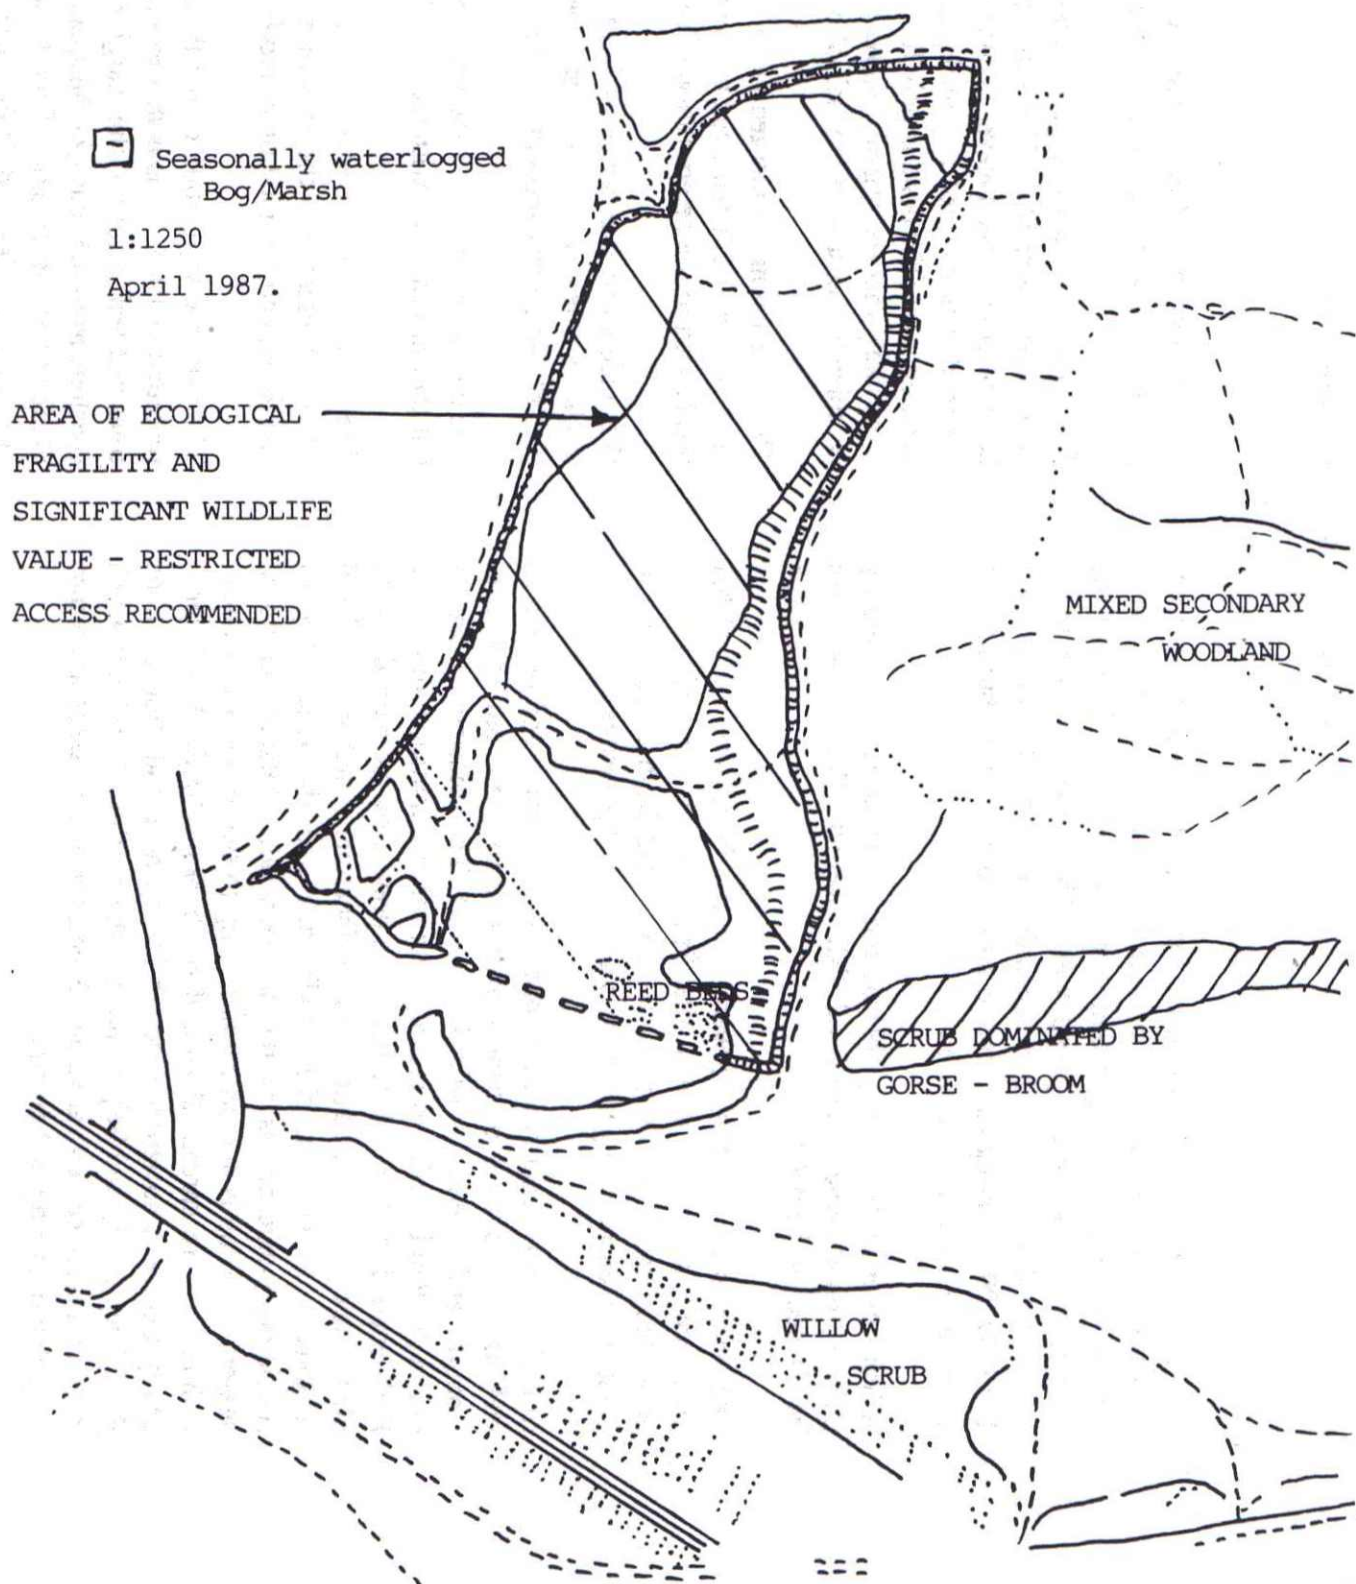 Seasonally waterlogged
Bog/Marsh
1:1250
April 1987.
AREA OF ECOLOGICAL
FRAGILITY AND
SIGNIFICANT WILDLIFE
VALUE - RESTRICTED
ACCESS RECOMMENDED
MIXED SECONDARY
WOODLAND
REED BEDS
SCRUB DOMINATED BY
GORSE - BROOM
WILLOW
SCRUB